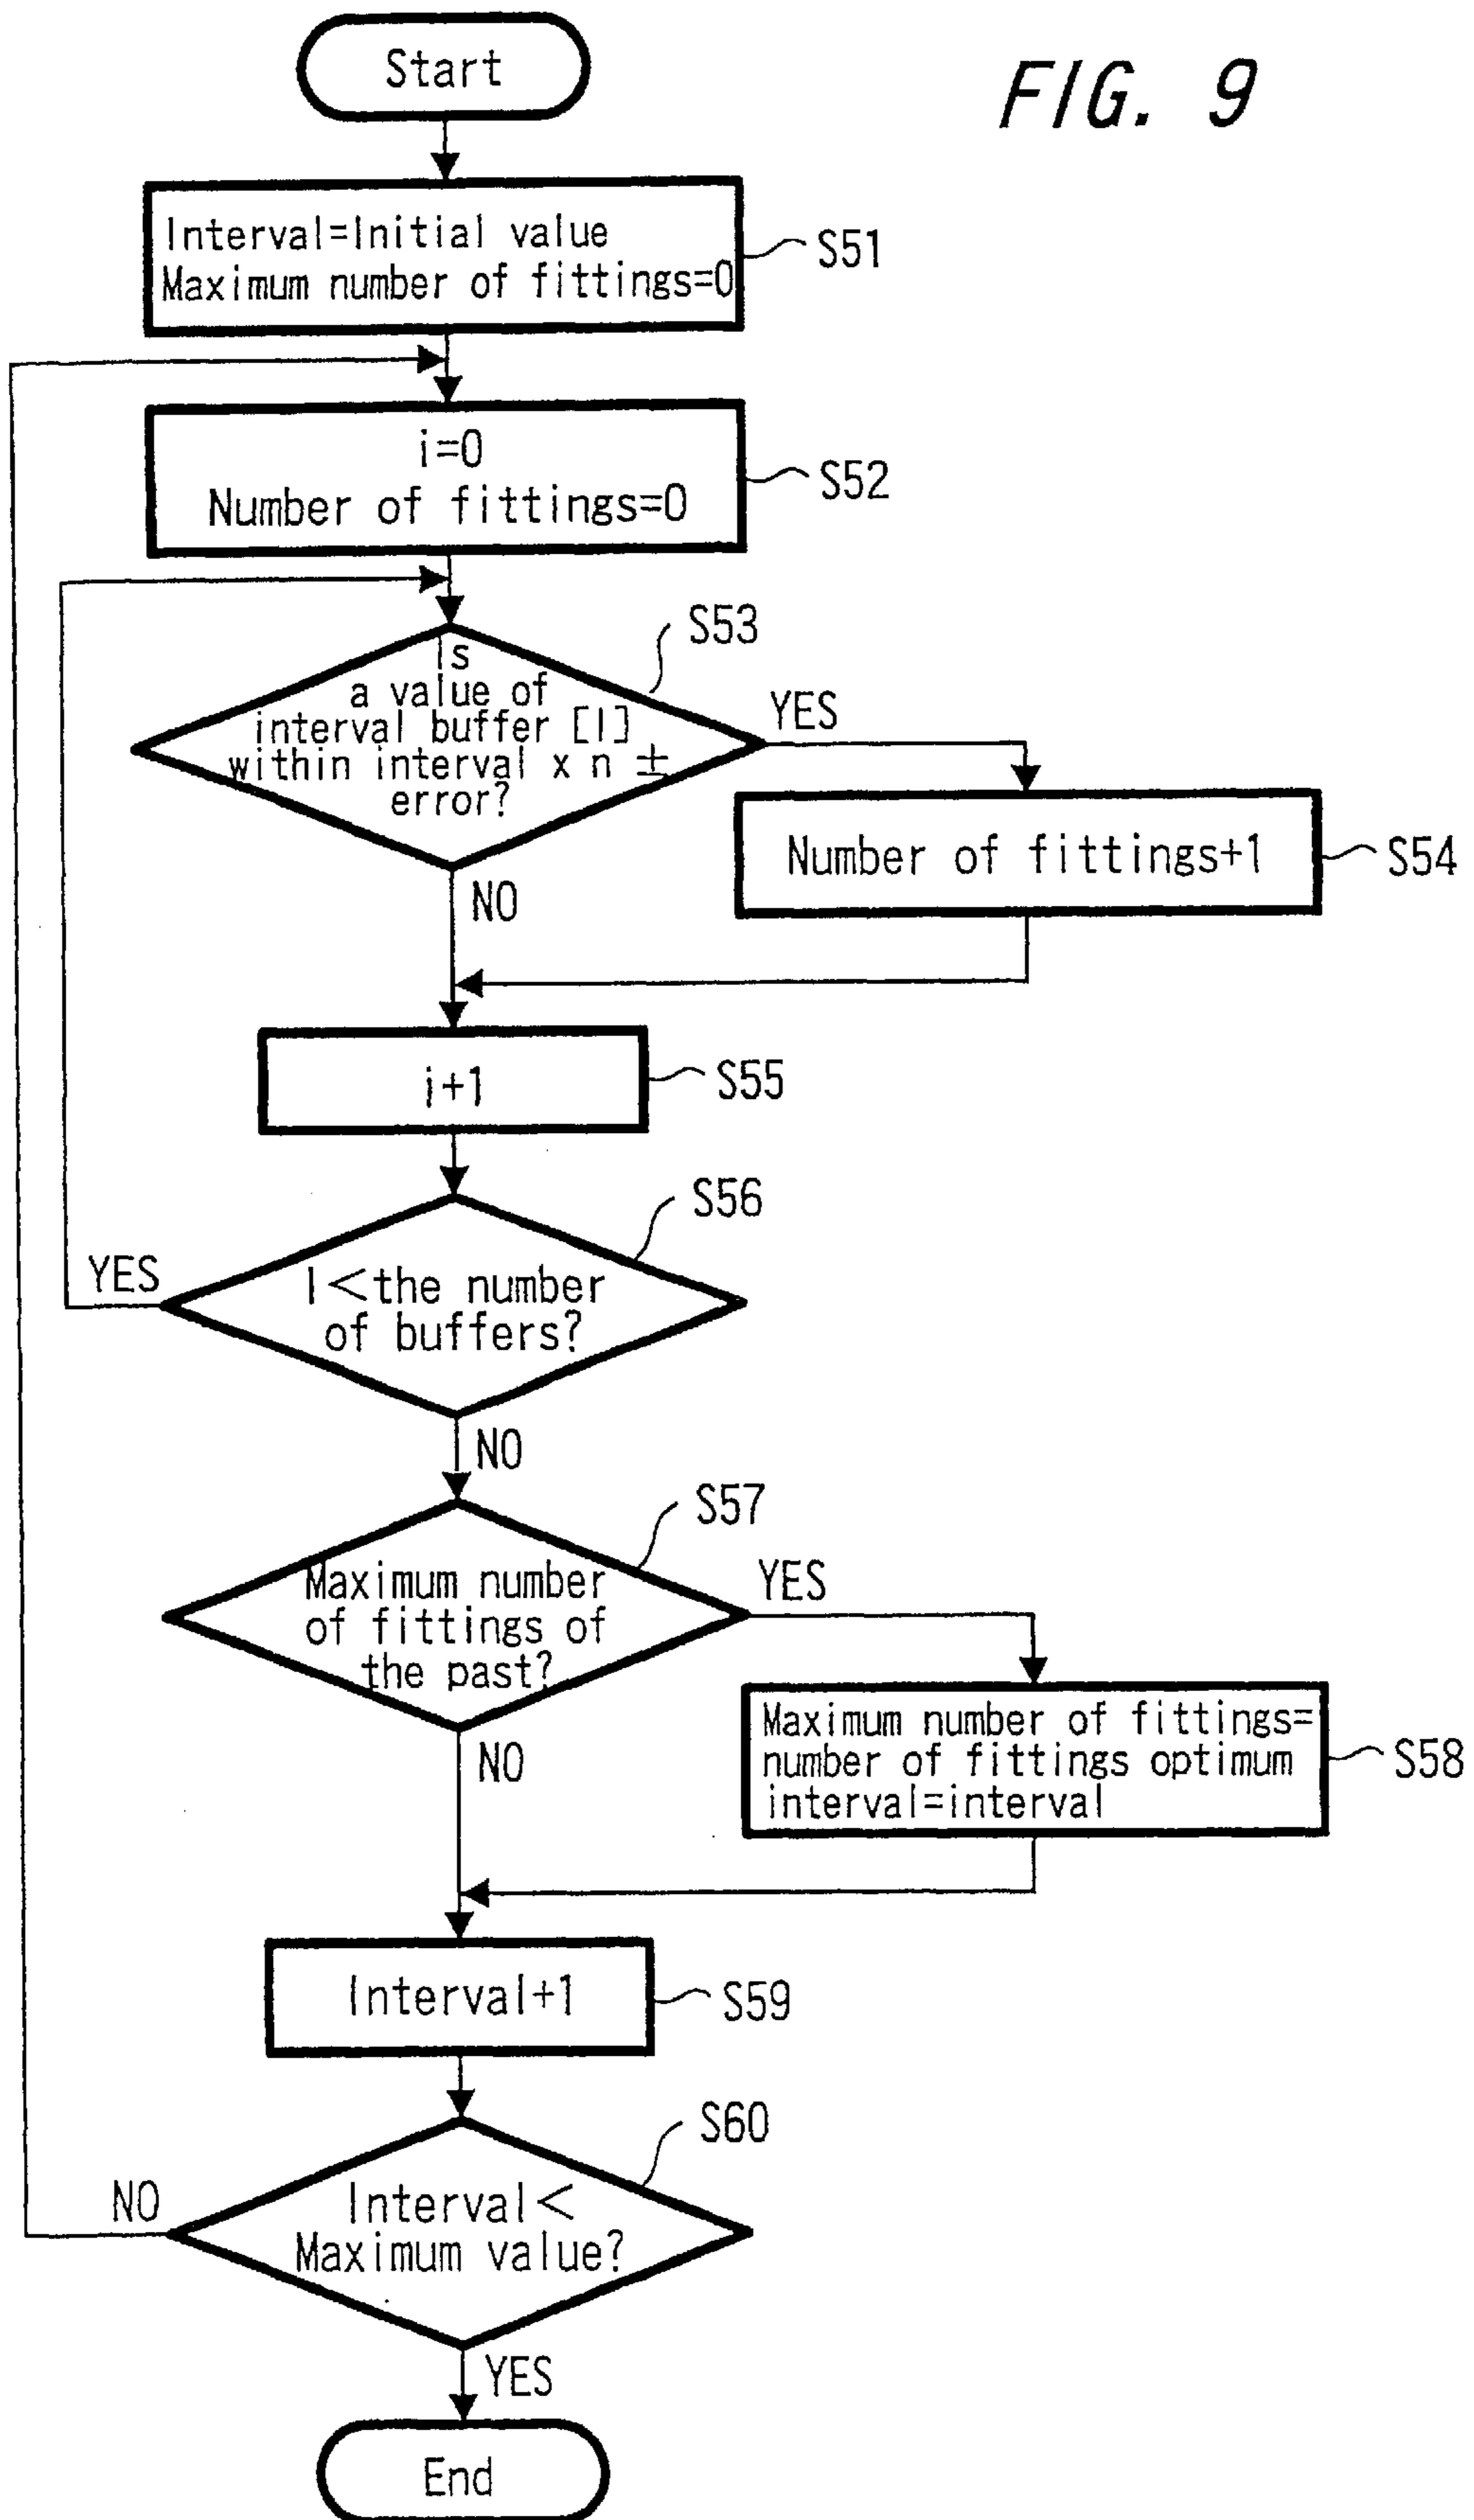 Start
FIG. 9
Interval=Initial value
Maximum number of fittings=0
S51
i=0
Number of fittings=0
S52
S53
Is
a value of
interval buffer [I]
within interval x n ±
error?
YES
Number of fittings+1
S54
NO
i+1
S55
S56
YES
I<the number
of buffers?
NO
S57
Maximum number
of fittings of
the past?
YES
Maximum number of fittings=
number of fittings optimum
interval=interval
S58
NO
Interval+1
S59
S60
NO
Interval<
Maximum value?
YES
End